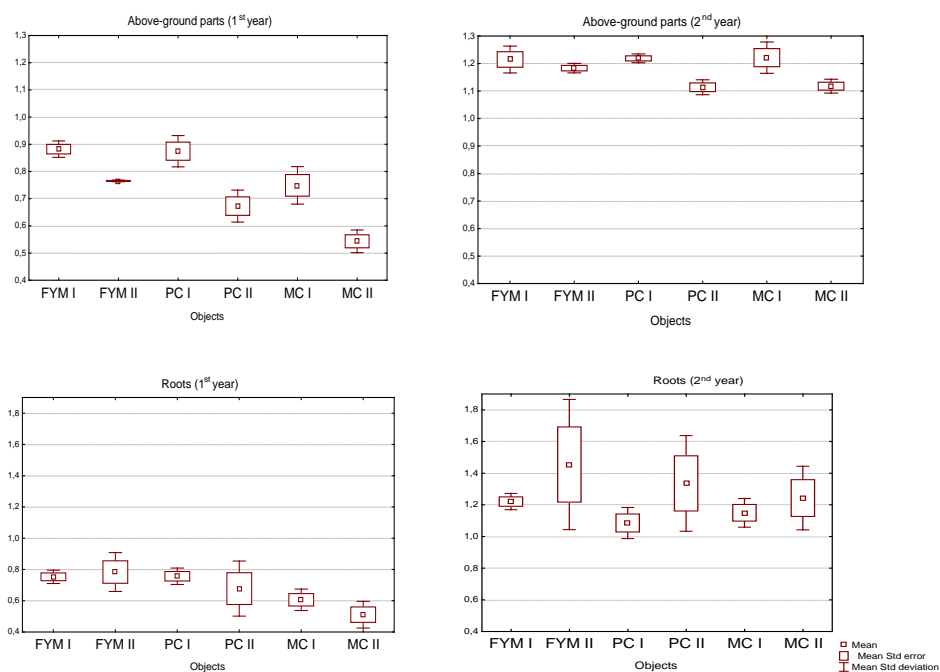 Above-ground parts (1st year)
1,3
1,2
1,1
1,0
0,9
0,8
0,7
0,6
0,5
0,4
FYM I FYM II PC I PC II MC I MC II
Objects
Above-ground parts (2nd year)
1,3
1,2
1,1
1,0
0,9
0,8
0,7
0,6
0,5
0,4
FYM I FYM II PC I PC II MC I MC II
Objects
Roots (1st year)
1,8
1,6
1,4
1,2
1,0
0,8
0,6
0,4
FYM I FYM II PC I PC II MC I MC II
Objects
Roots (2nd year)
1,8
1,6
1,4
1,2
1,0
0,8
0,6
0,4
FYM I FYM II PC I PC II MC I MC II
Objects
Mean
Mean Std error
Mean Std deviation